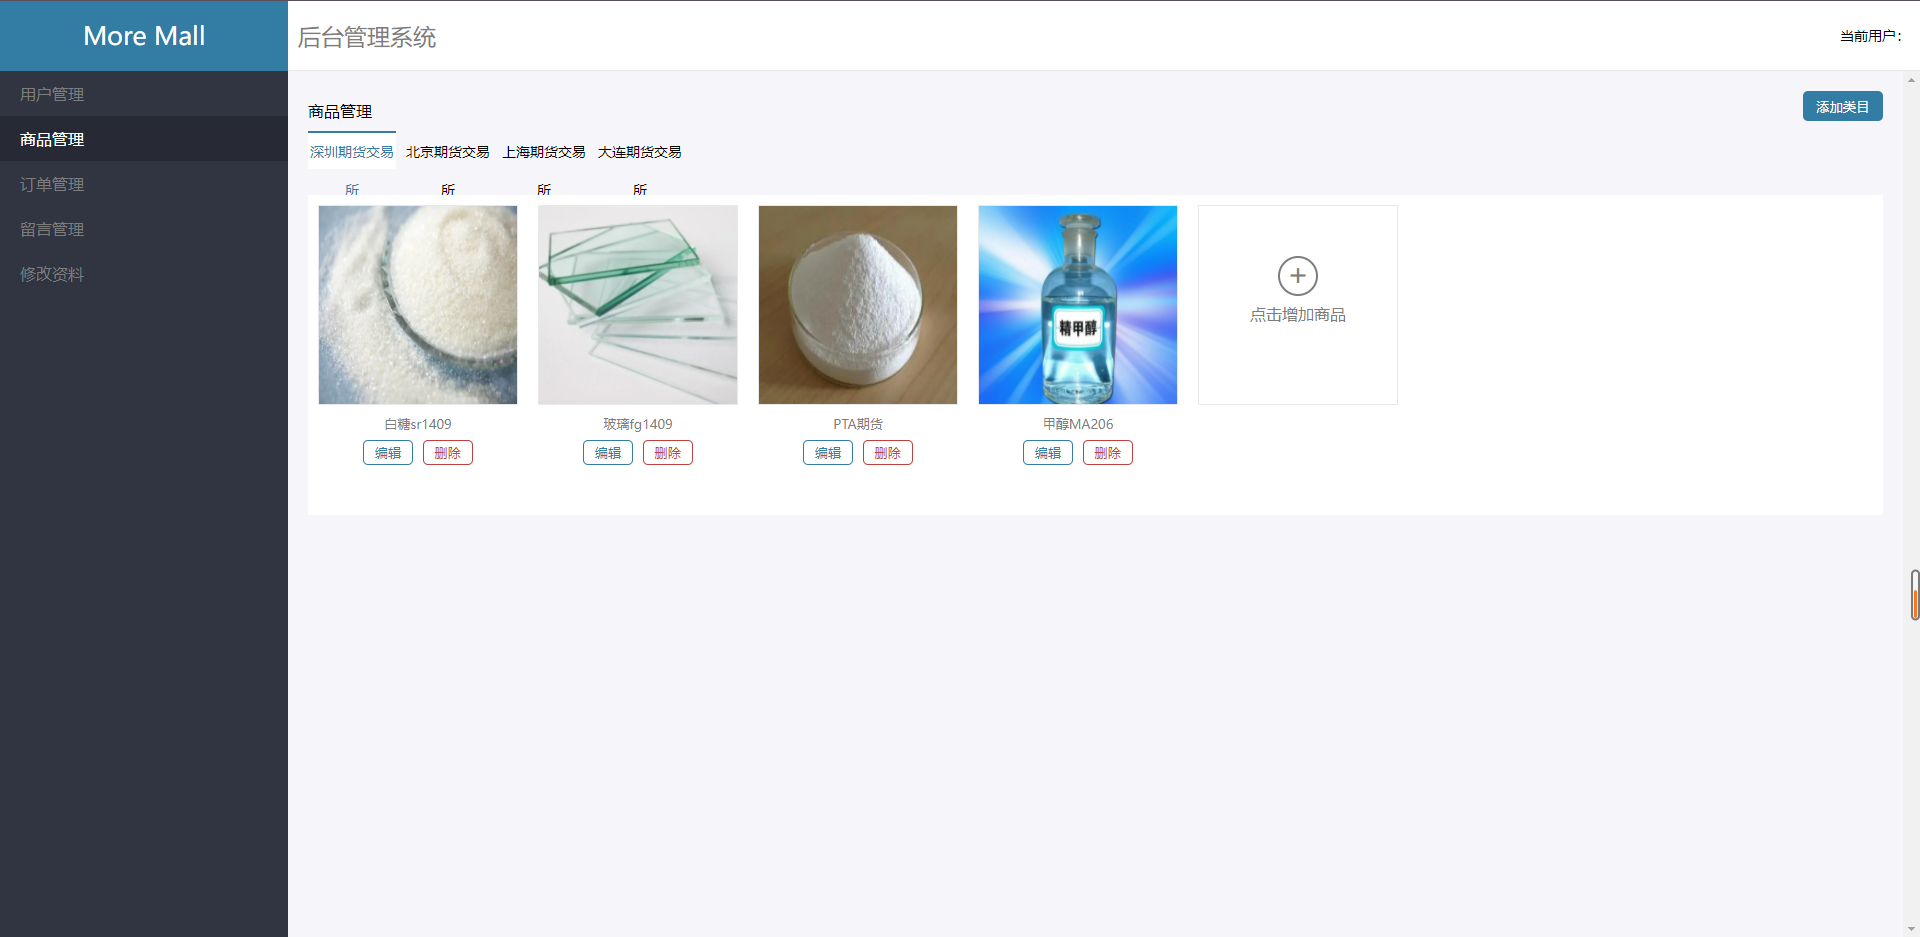 More Mall
后台管理系统
当前用户：
用户管理
商品管理
订单管理
留言管理
修改资料
商品管理
添加类目
深圳期货交易所
北京期货交易所
上海期货交易所
大连期货交易所
精甲醇
点击增加商品
白糖sr1409
玻璃fg1409
PTA期货
甲醇MA206
编辑 删除 编辑 删除 编辑 删除 编辑 删除